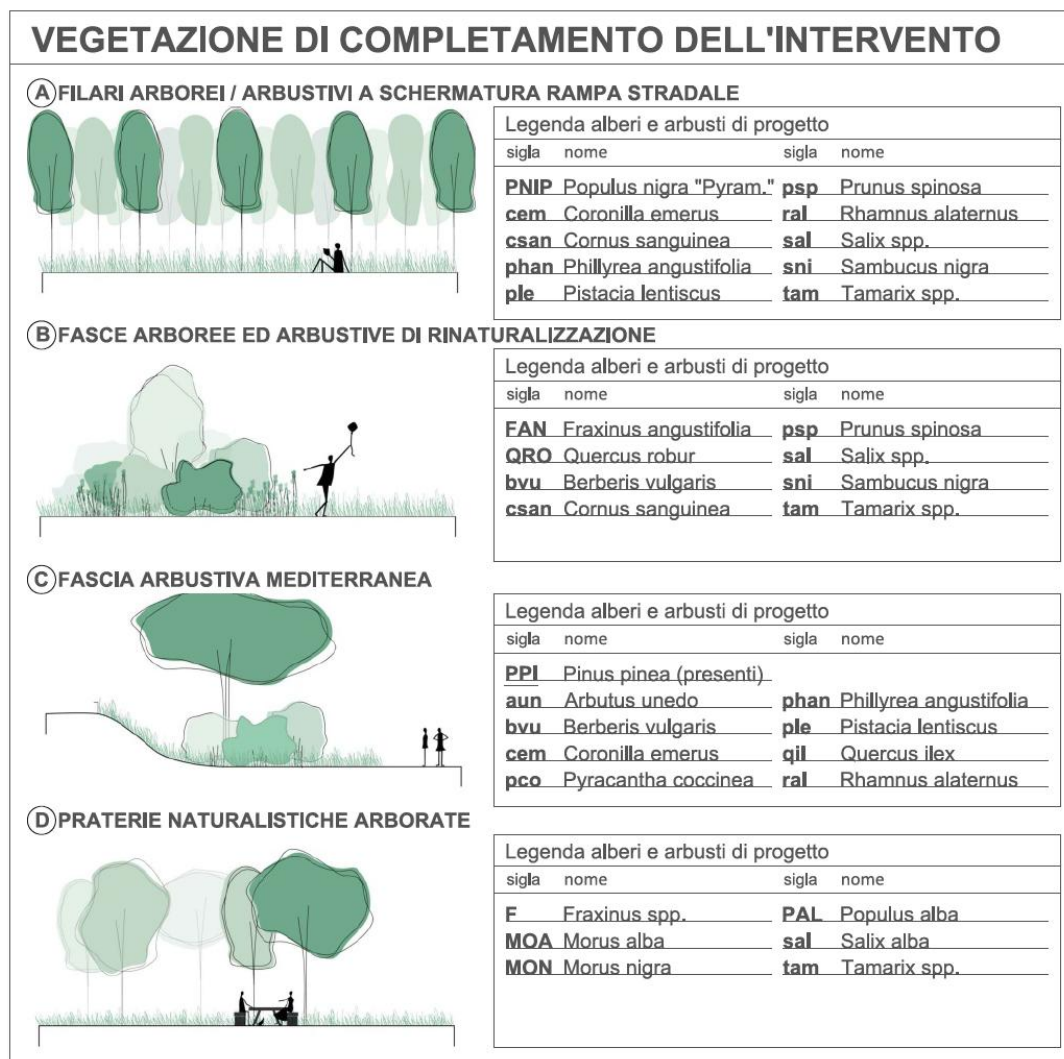 VEGETAZIONE DI COMPLETAMENTO DELL'INTERVENTO
A FILARI ARBOREI / ARBUSTIVI A SCHERMATURA RAMPA STRADALE
Legenda alberi e arbusti di progetto
sigla nome sigla nome
PNIP Populus nigra "Pyram." psp Prunus spinosa
cem Coronilla emerus ral Rhamnus alaternus
csan Cornus sanguinea sal Salix spp.
phan Phillyrea angustifolia sni Sambucus nigra
ple Pistacia lentiscus tam Tamarix spp.
B FASCE ARBOREE ED ARBUSTIVE DI RINATURALIZZAZIONE
Legenda alberi e arbusti di progetto
sigla nome sigla nome
FAN Fraxinus angustifolia psp Prunus spinosa
QRO Quercus robur sal Salix spp.
bvu Berberis vulgaris sni Sambucus nigra
csan Cornus sanguinea tam Tamarix spp.
C FASCIA ARBUSTIVA MEDITERRANEA
Legenda alberi e arbusti di progetto
sigla nome sigla nome
PPI Pinus pinea (presenti)
aun Arbutus unedo phan Phillyrea angustifolia
bvu Berberis vulgaris ple Pistacia lentiscus
cem Coronilla emerus qil Quercus ilex
pco Pyracantha coccinea ral Rhamnus alaternus
D PRATERIE NATURALISTICHE ARBORATE
Legenda alberi e arbusti di progetto
sigla nome sigla nome
F Fraxinus spp. PAL Populus alba
MOA Morus alba sal Salix alba
MON Morus nigra tam Tamarix spp.